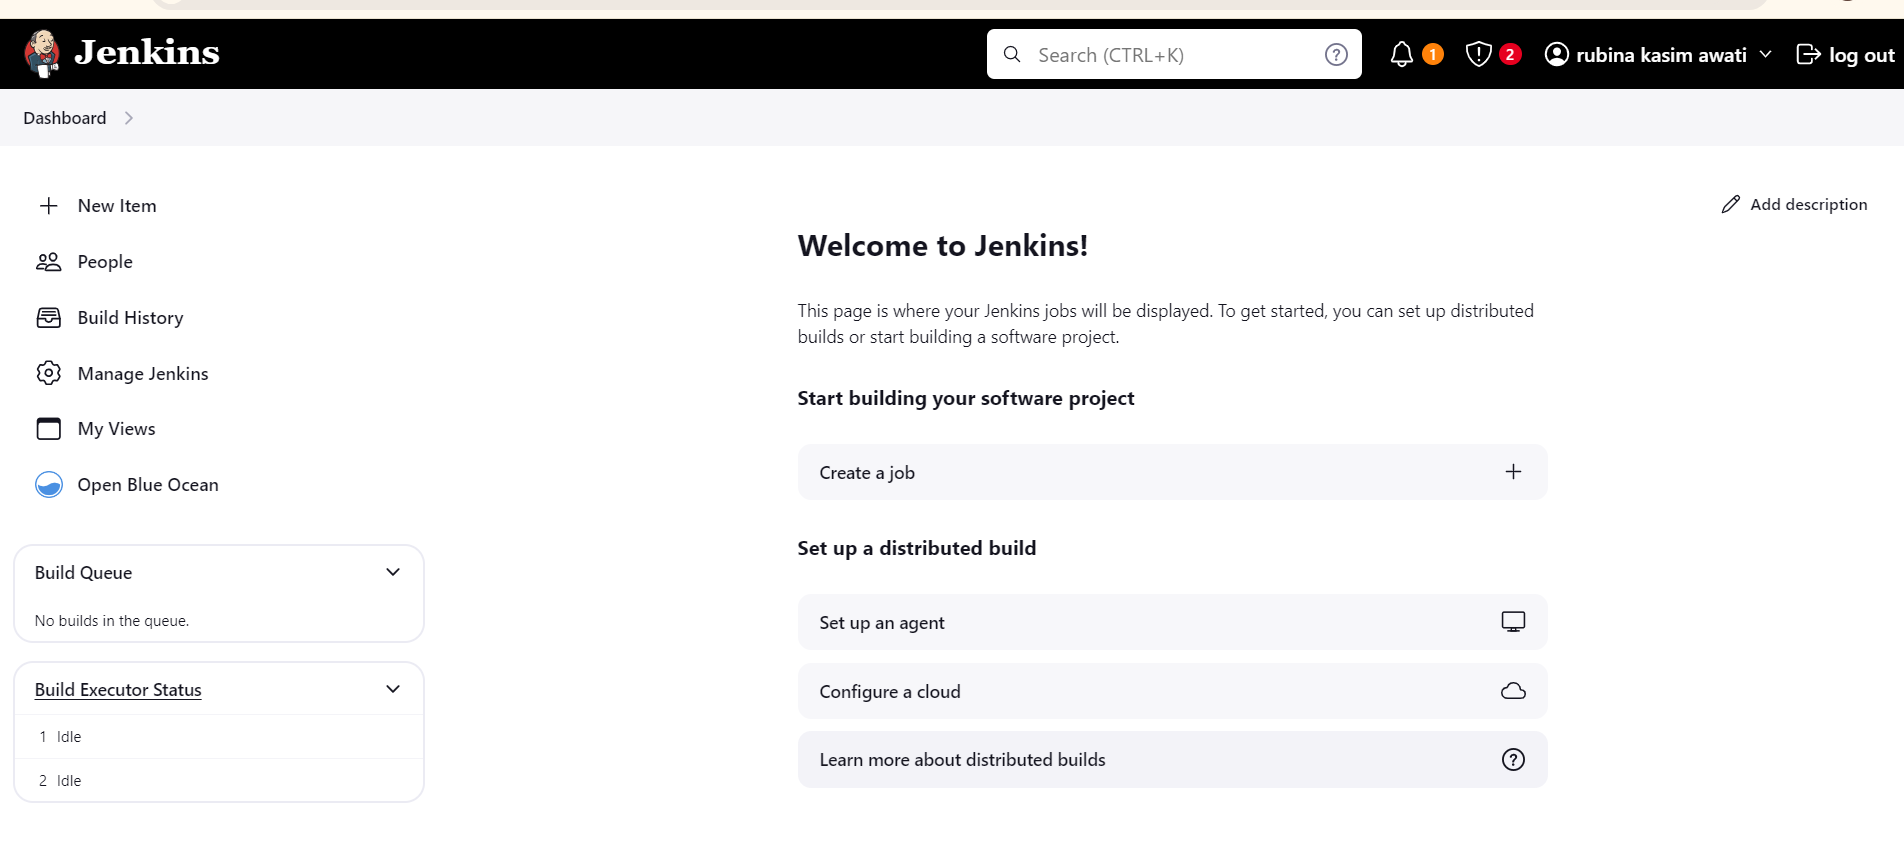 Jenkins
Search (CTRL+K)
1
2
rubina kasim awati
log out
Dashboard
New Item
People
Build History
Manage Jenkins
My Views
Open Blue Ocean
Build Queue
No builds in the queue.
Build Executor Status
1 Idle
2 Idle
Add description
Welcome to Jenkins!
This page is where your Jenkins jobs will be displayed. To get started, you can set up distributed
builds or start building a software project.
Start building your software project
Create a job
Set up a distributed build
Set up an agent
Configure a cloud
Learn more about distributed builds